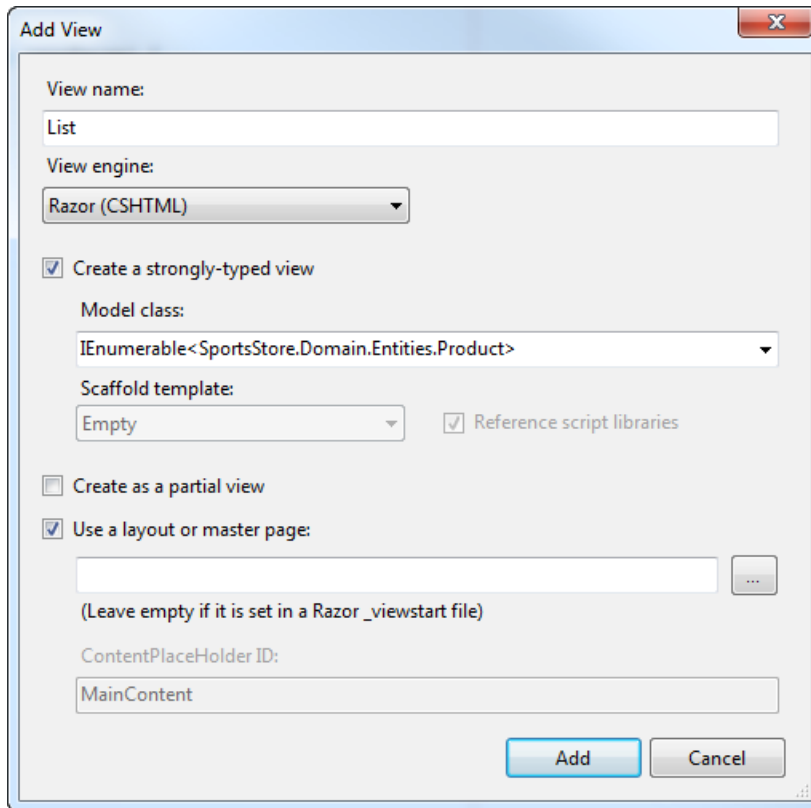 Add View
View name:
List
View engine:
Razor (CSHTML)
Create a strongly-typed view
Model class:
IEnumerable<SportsStore.Domain.Entities.Product>
Scaffold template:
Empty
Reference script libraries
Create as a partial view
Use a layout or master page:
...
(Leave empty if it is set in a Razor _viewstart file)
ContentPlaceHolder ID:
MainContent
Add Cancel